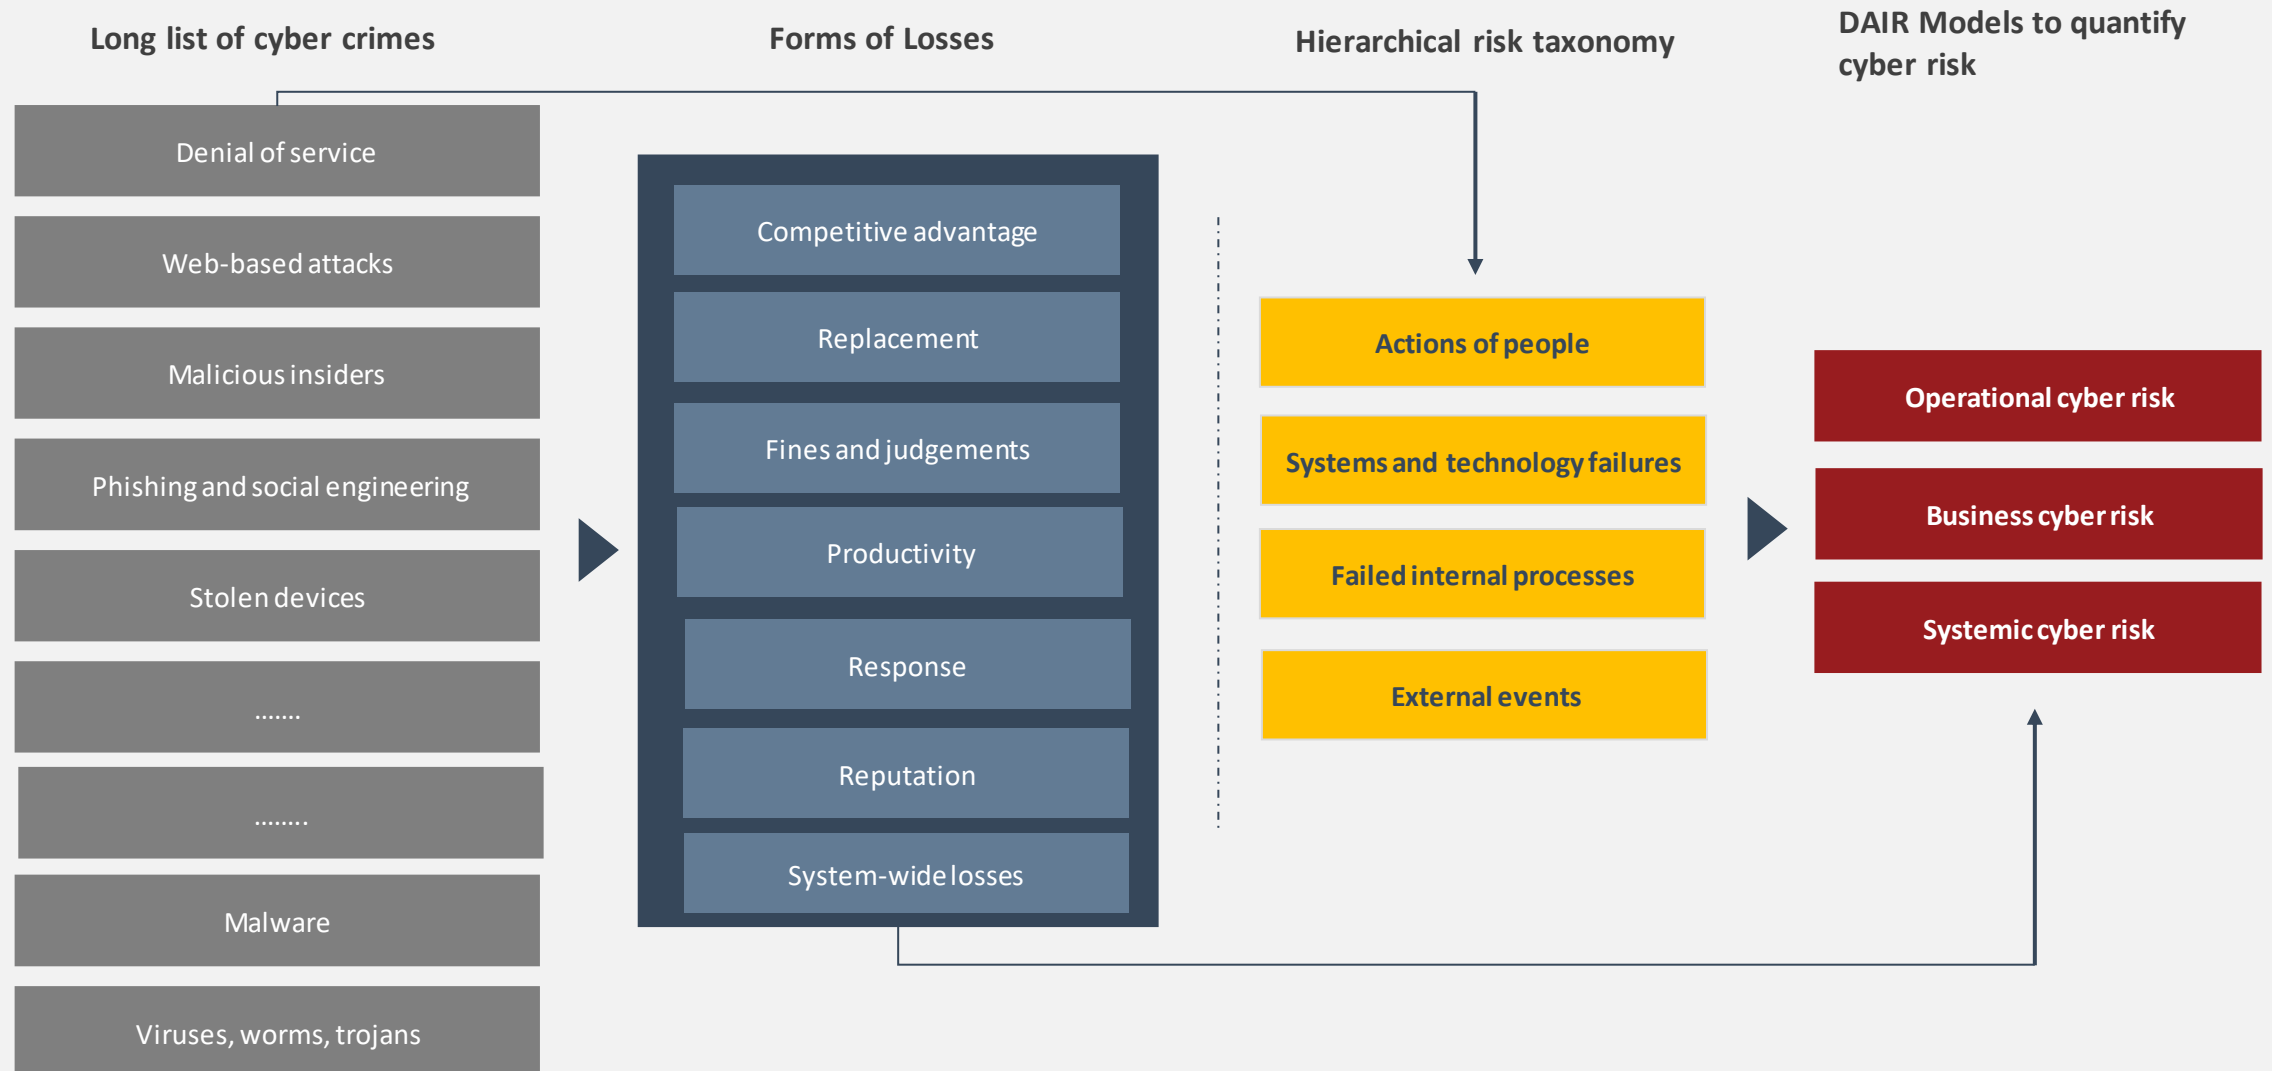 Long list of cyber crimes
Denial of service
Web-based attacks
Malicious insiders
Phishing and social engineering
Stolen devices
.......
........
Malware
Viruses, worms, trojans
Forms of Losses
Competitive advantage
Replacement
Fines and judgements
Productivity
Response
Reputation
System-wide losses
Hierarchical risk taxonomy
Actions of people
Systems and technology failures
Failed internal processes
External events
DAIR Models to quantify
cyber risk
Operational cyber risk
Business cyber risk
Systemic cyber risk